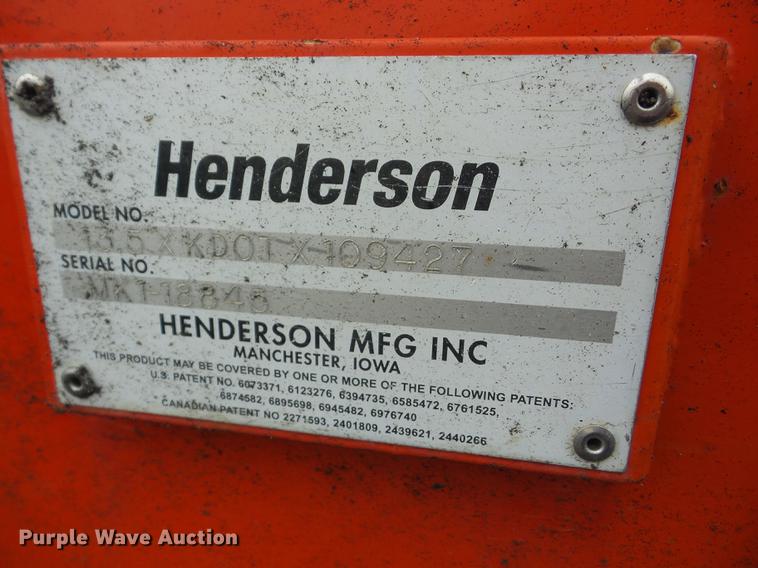 Henderson
MODEL NO.
13.5 X KDOT X 109427
SERIAL NO.
MKT-18845
HENDERSON MFG INC
MANCHESTER, IOWA
THIS PRODUCT MAY BE COVERED BY ONE OR MORE OF THE FOLLOWING PATENTS:
U.S. PATENT NO. 6073371, 6123276, 6394735, 6585472, 6761525,
6874582, 6895698, 6945482, 6976740
CANADIAN PATENT NO 2271593, 2401809, 2439621, 2440266
Purple Wave Auction